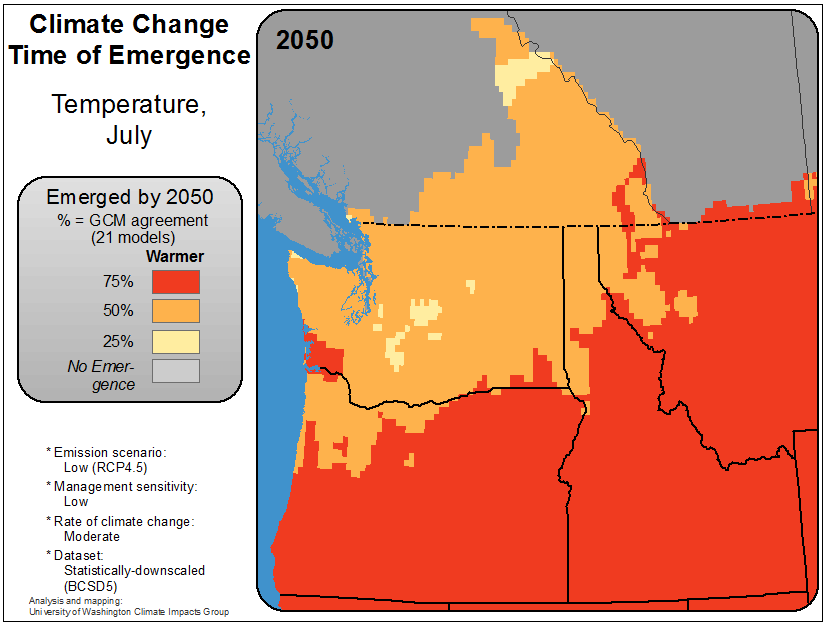 Climate Change
Time of Emergence
Temperature,
July
Emerged by 2050
% = GCM agreement
(21 models)
Warmer
75%
50%
25%
No Emer-
gence
* Emission scenario:
Low (RCP4.5)
* Management sensitivity:
Low
* Rate of climate change:
Moderate
* Dataset:
Statistically-downscaled
(BCSD5)
Analysis and mapping:
University of Washington Climate Impacts Group
2050